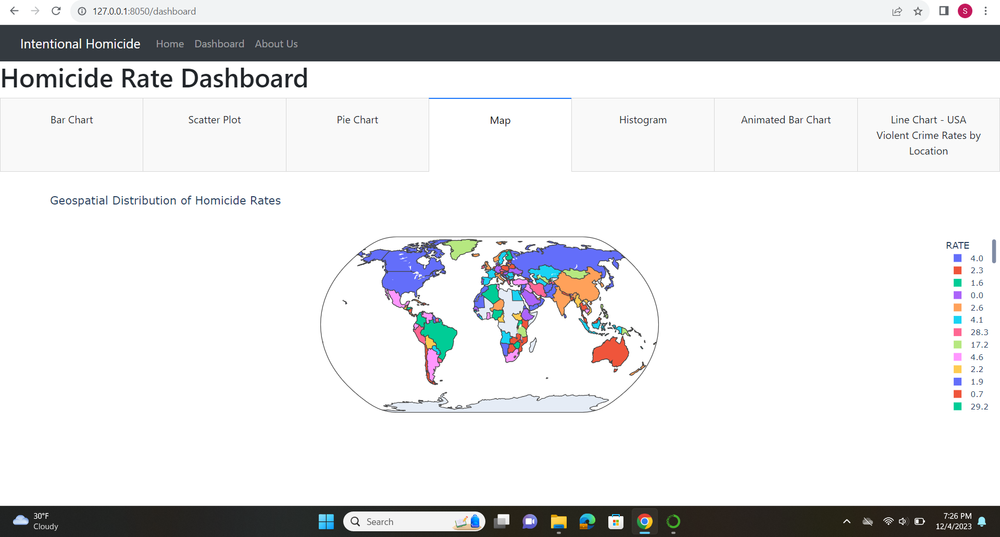 127.0.0.1:8050/dashboard
S
Intentional Homicide Home Dashboard About Us
Homicide Rate Dashboard
Bar Chart
Scatter Plot
Pie Chart
Map
Histogram
Animated Bar Chart
Line Chart - USA
Violent Crime Rates by
Location
Geospatial Distribution of Homicide Rates
RATE
4.0
2.3
1.6
0.0
2.6
4.1
28.3
17.2
4.6
2.2
1.9
0.7
29.2
30°F
Cloudy
Search
7:26 PM
12/4/2023